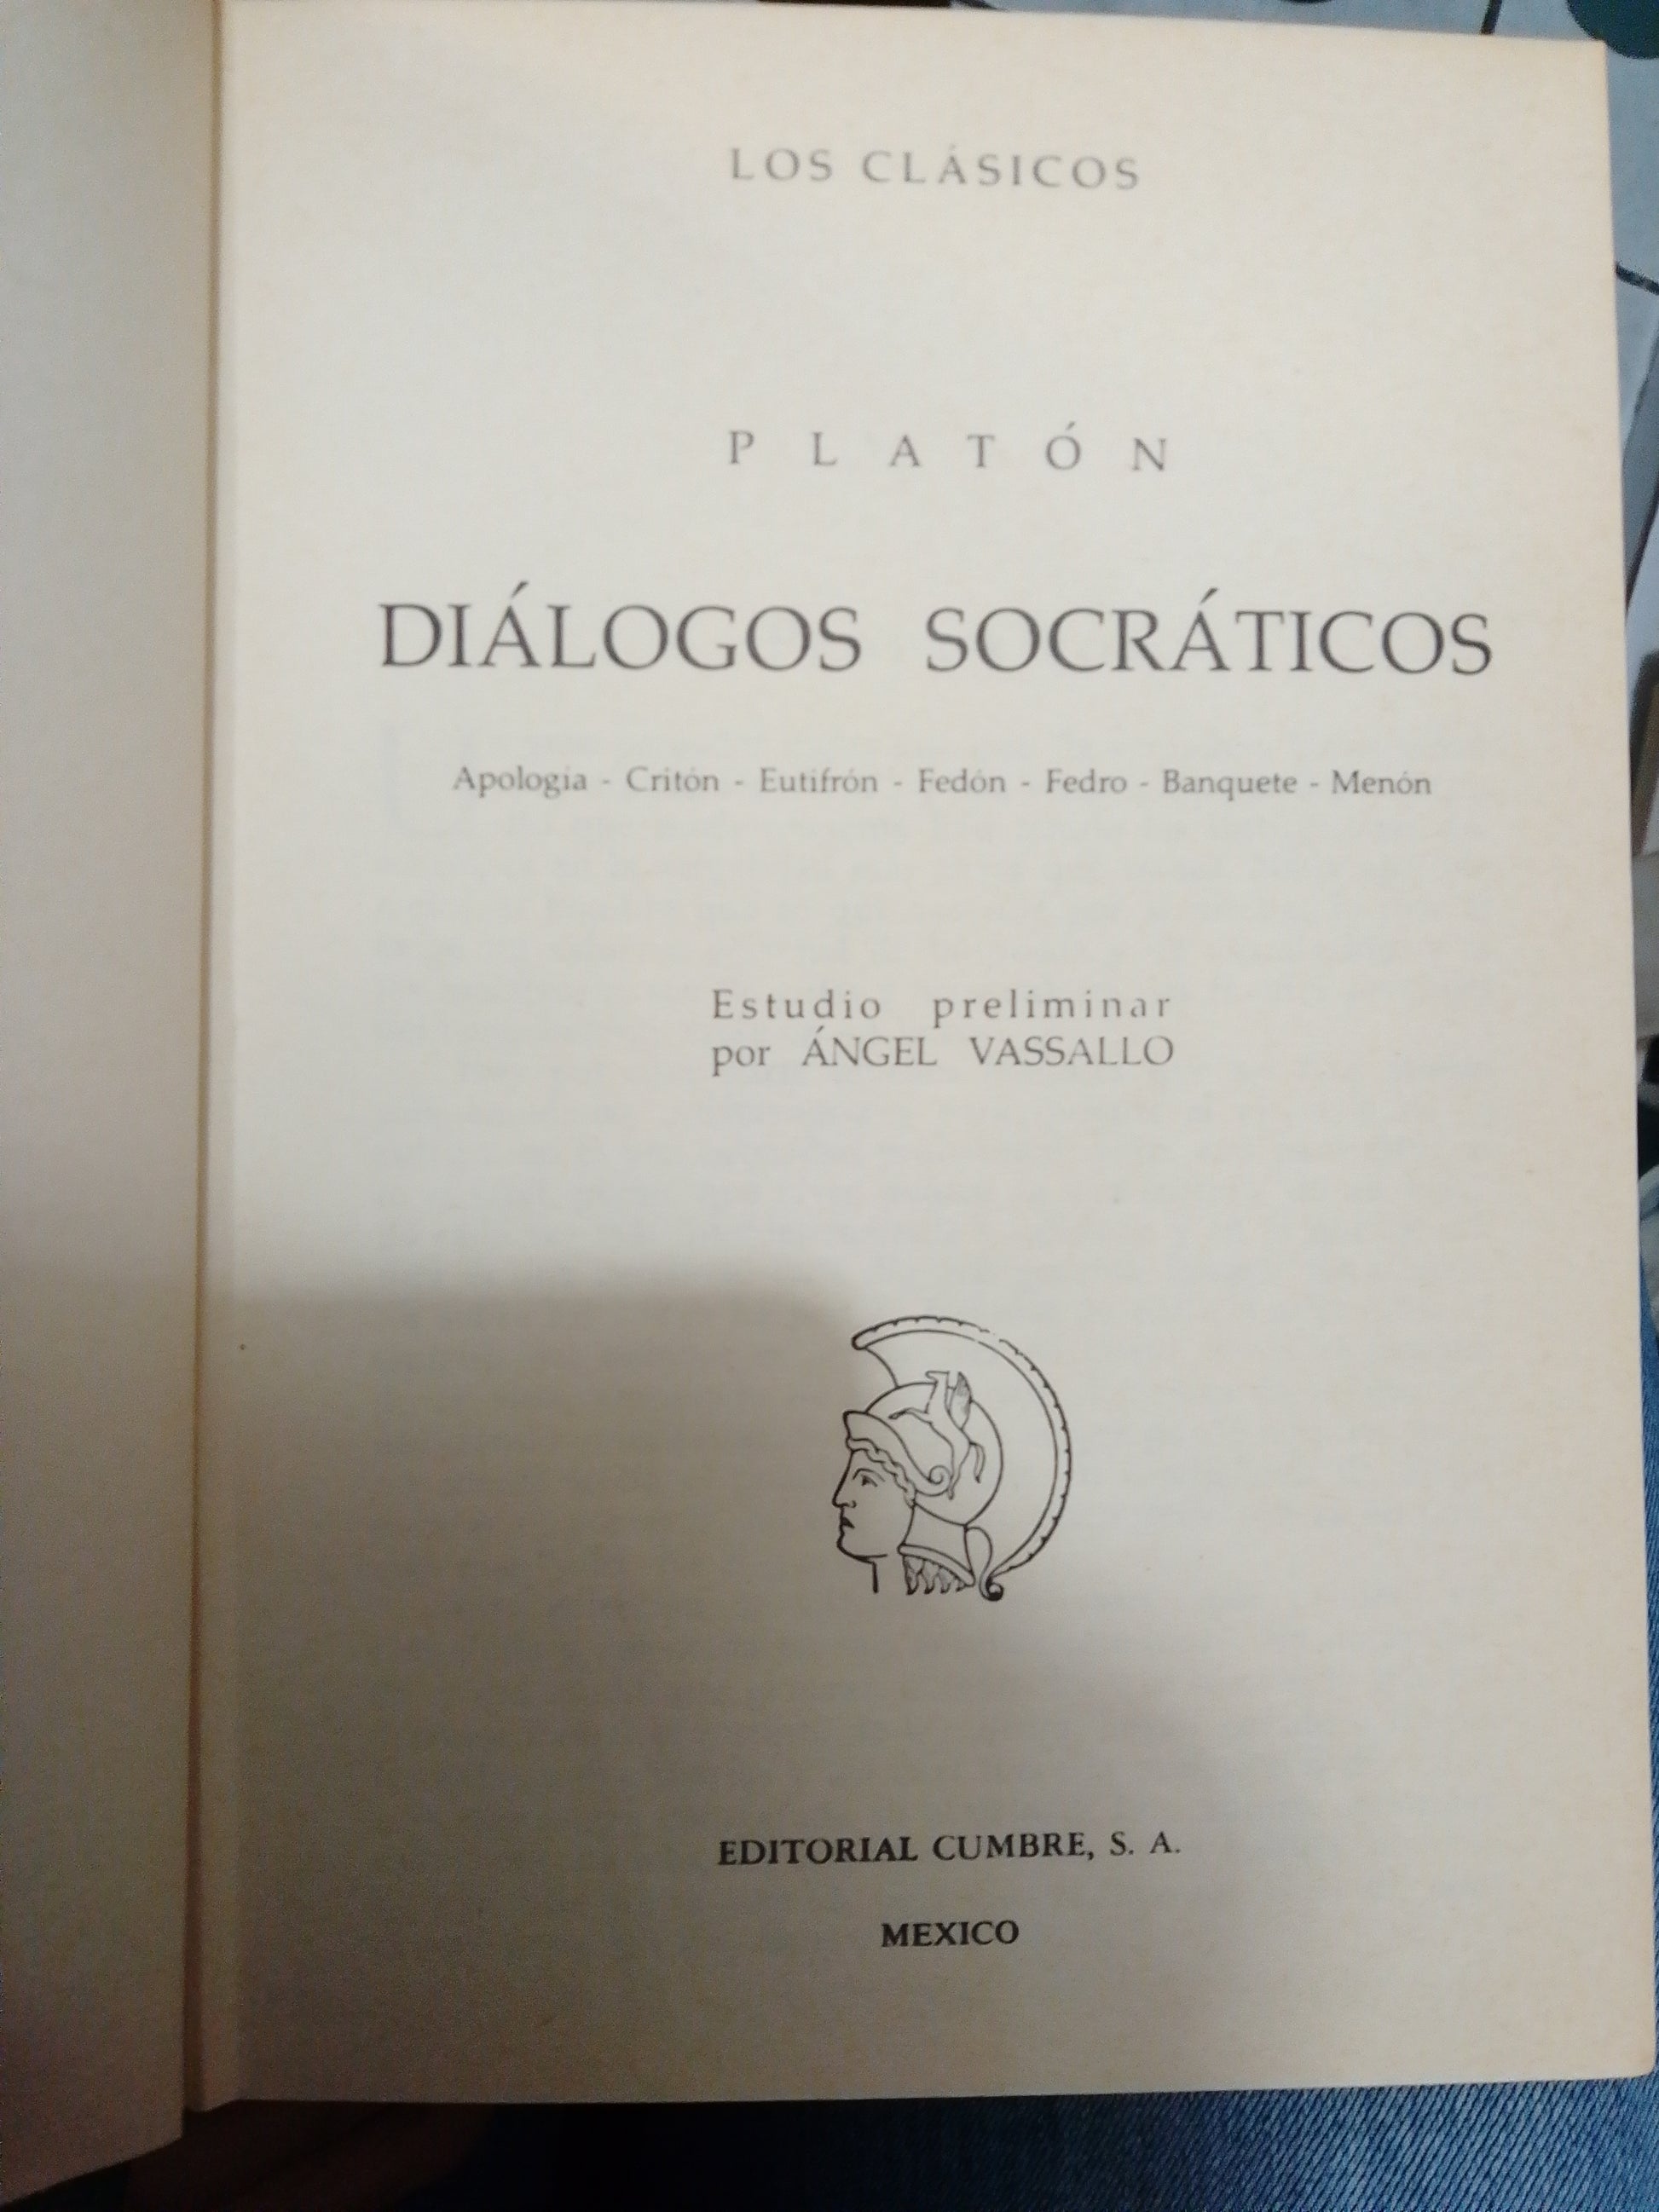 LOS CLÁSICOS
PLATÓN
DIÁLOGOS SOCRÁTICOS
Apología - Critón - Eutifrón - Fedón - Fedro - Banquete - Menón
Estudio preliminar
por ÁNGEL VASSALLO
EDITORIAL CUMBRE, S. A.
MEXICO